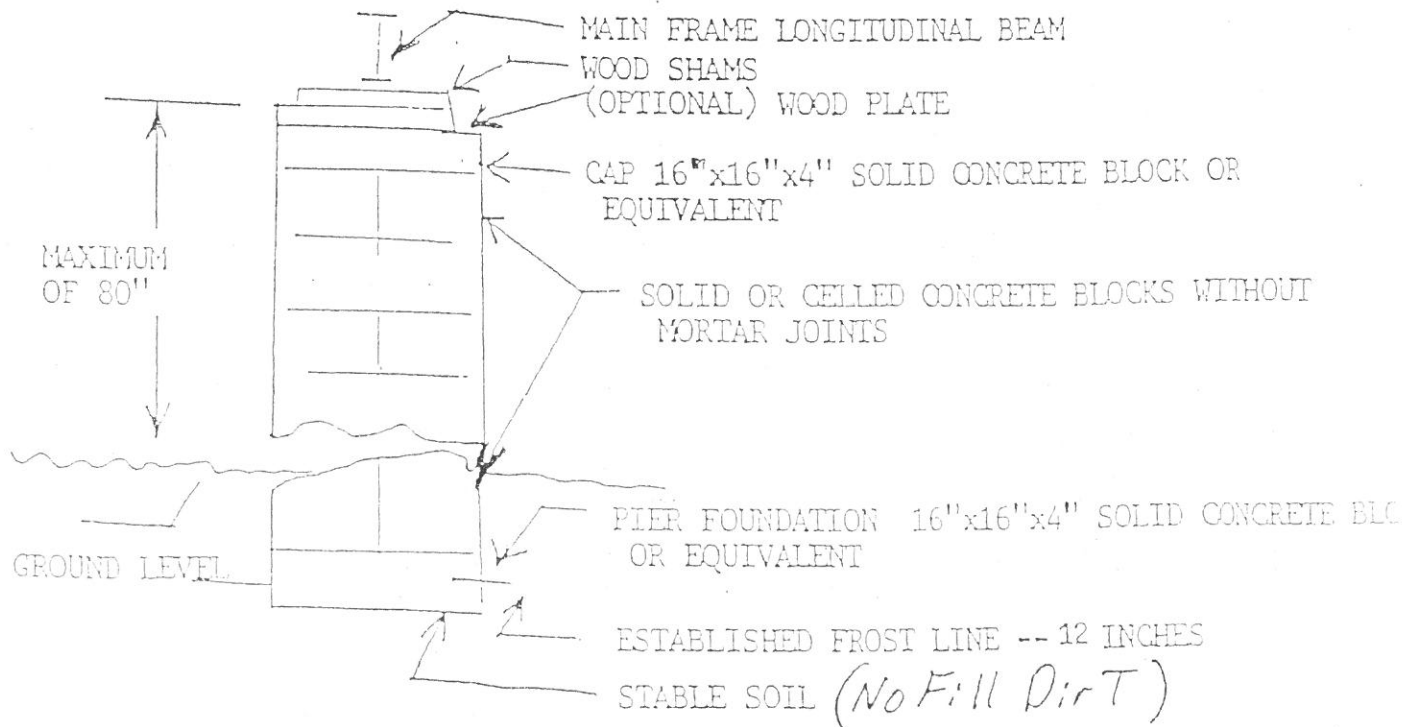 MAIN FRAME LONGITUDINAL BEAM
WOOD SHAMS
(OPTIONAL) WOOD PLATE
CAP 16"x16"x4" SOLID CONCRETE BLOCK OR
EQUIVALENT
MAXIMUM
OF 80"
SOLID OR CELLED CONCRETE BLOCKS WITHOUT
MORTAR JOINTS
PIER FOUNDATION 16"x16"x4" SOLID CONCRETE BLC
OR EQUIVALENT
GROUND LEVEL
ESTABLISHED FROST LINE -- 12 INCHES
STABLE SOIL (No Fill DirT)